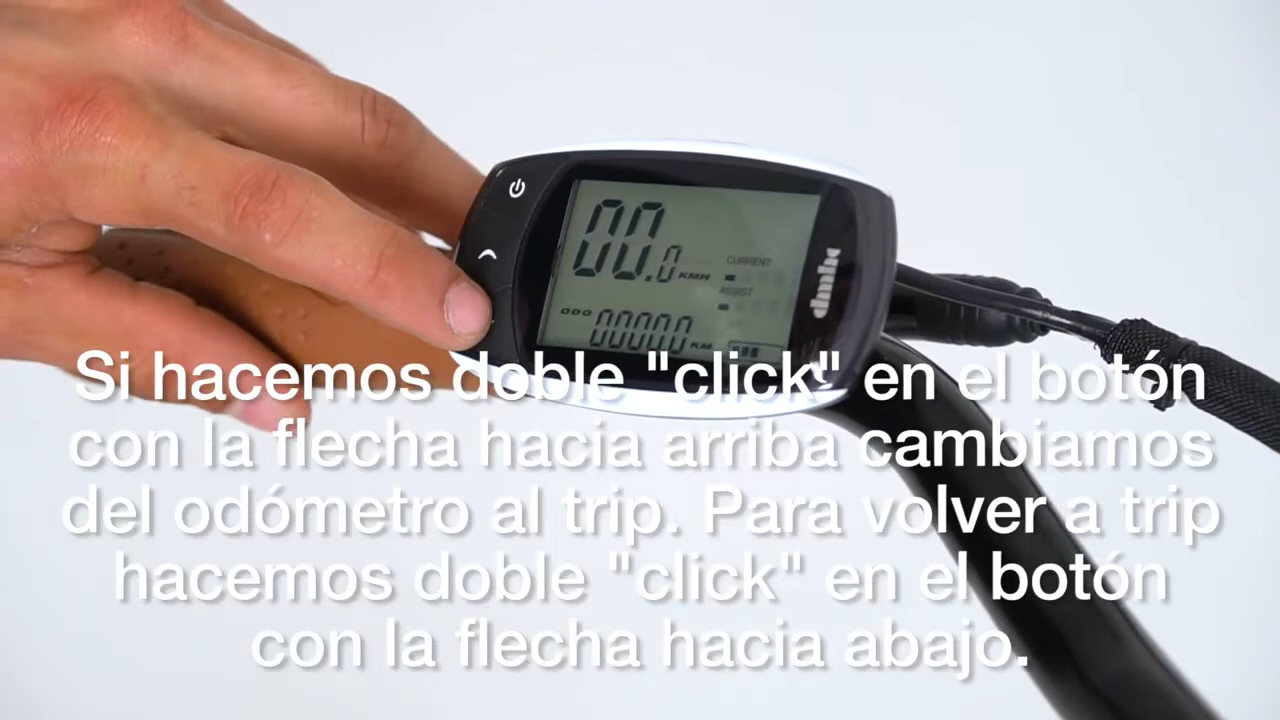 00.0 KMH
CURRENT
ASSIST
ODO 00000 KM
dmhc
Si hacemos doble "click" en el botón
con la flecha hacia arriba cambiamos
del odómetro al trip. Para volver a trip
hacemos doble "click" en el botón
con la flecha hacia abajo.